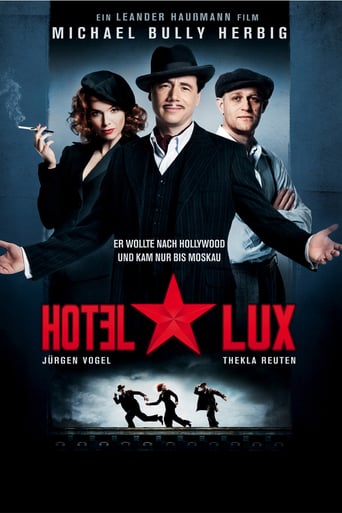 EIN LEANDER HAUßMANN FILM
MICHAEL BULLY HERBIG
ER WOLLTE NACH HOLLYWOOD
UND KAM NUR BIS MOSKAU
HOTEL LUX
JÜRGEN VOGEL THEKLA REUTEN